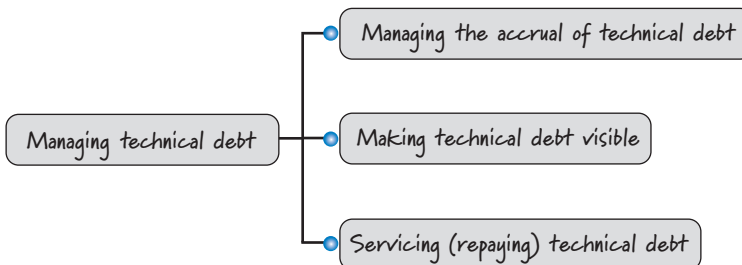 Managing the accrual of technical debt
Managing technical debt
Making technical debt visible
Servicing (repaying) technical debt